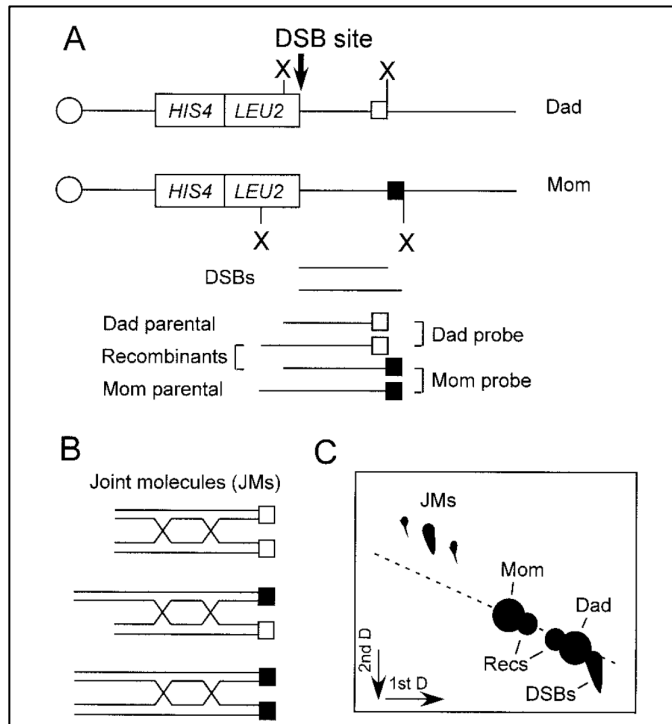 A
DSB site
X
X
HIS4 LEU2
Dad
HIS4 LEU2
Mom
X
X
DSBs
Dad parental
Dad probe
Recombinants
Mom probe
Mom parental
B
Joint molecules (JMs)
C
JMs
Mom
Dad
Recs
DSBs
2nd D
1st D